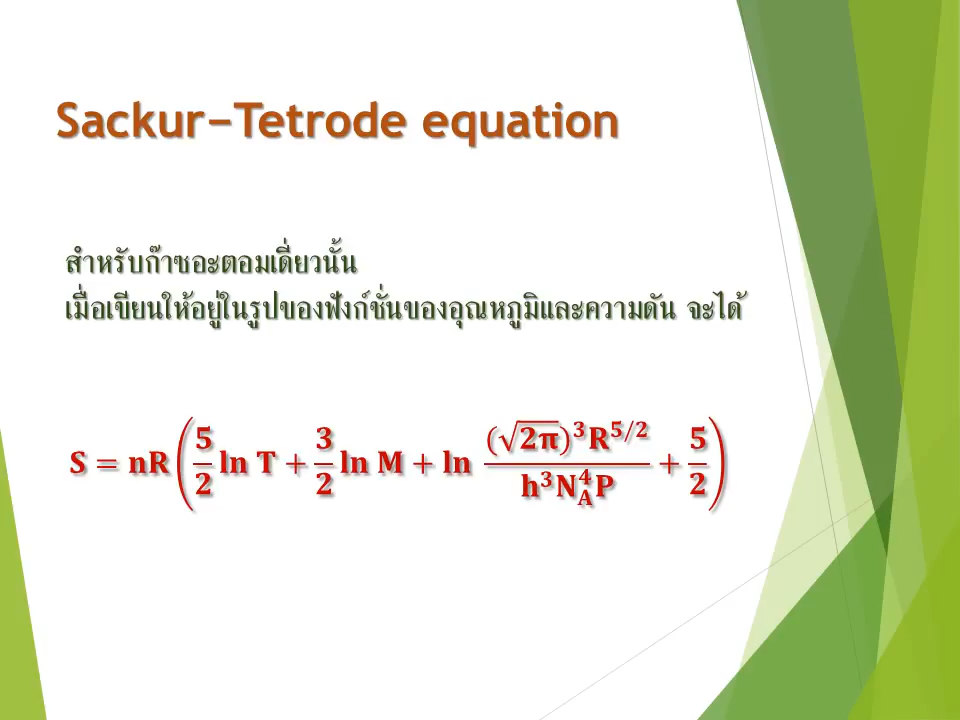 Sackur–Tetrode equation
สำหรับก๊าซอะตอมเดี่ยวนั้น
เมื่อเขียนให้อยู่ในรูปของฟังก์ชั่นของอุณหภูมิและความดัน จะได้
S = nR(5/2 ln T + 3/2 ln M + ln (√2π)³R^5/2 / h³N_A⁴P + 5/2)